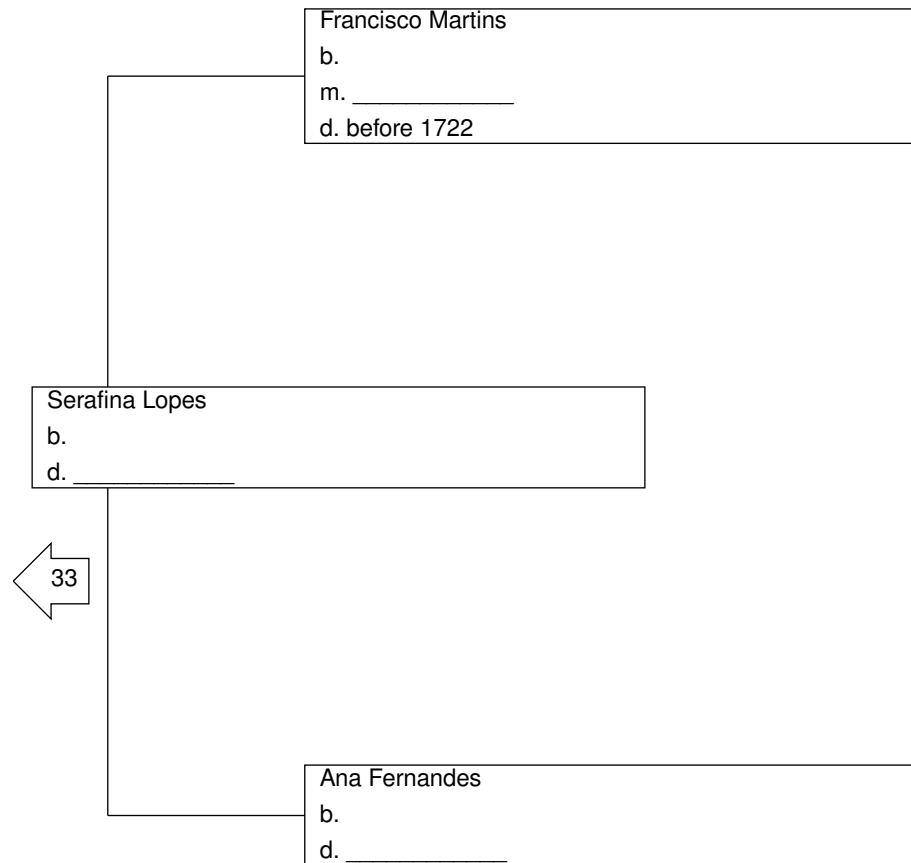 Francisco Martins
b.
m. ____________
d. before 1722
Serafina Lopes
b.
d. ____________
33
Ana Fernandes
b.
d. ____________